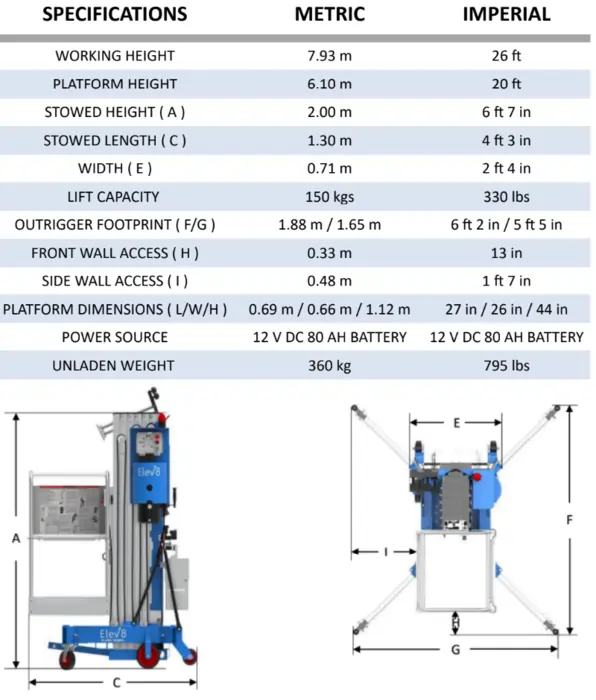 SPECIFICATIONS METRIC IMPERIAL
WORKING HEIGHT 7.93 m 26 ft
PLATFORM HEIGHT 6.10 m 20 ft
STOWED HEIGHT ( A ) 2.00 m 6 ft 7 in
STOWED LENGTH ( C ) 1.30 m 4 ft 3 in
WIDTH ( E ) 0.71 m 2 ft 4 in
LIFT CAPACITY 150 kgs 330 lbs
OUTRIGGER FOOTPRINT ( F/G ) 1.88 m / 1.65 m 6 ft 2 in / 5 ft 5 in
FRONT WALL ACCESS ( H ) 0.33 m 13 in
SIDE WALL ACCESS ( I ) 0.48 m 1 ft 7 in
PLATFORM DIMENSIONS ( L/W/H ) 0.69 m / 0.66 m / 1.12 m 27 in / 26 in / 44 in
POWER SOURCE 12 V DC 80 AH BATTERY 12 V DC 80 AH BATTERY
UNLADEN WEIGHT 360 kg 795 lbs
A
Elev8
Elev8
C
E
F
I
H
G